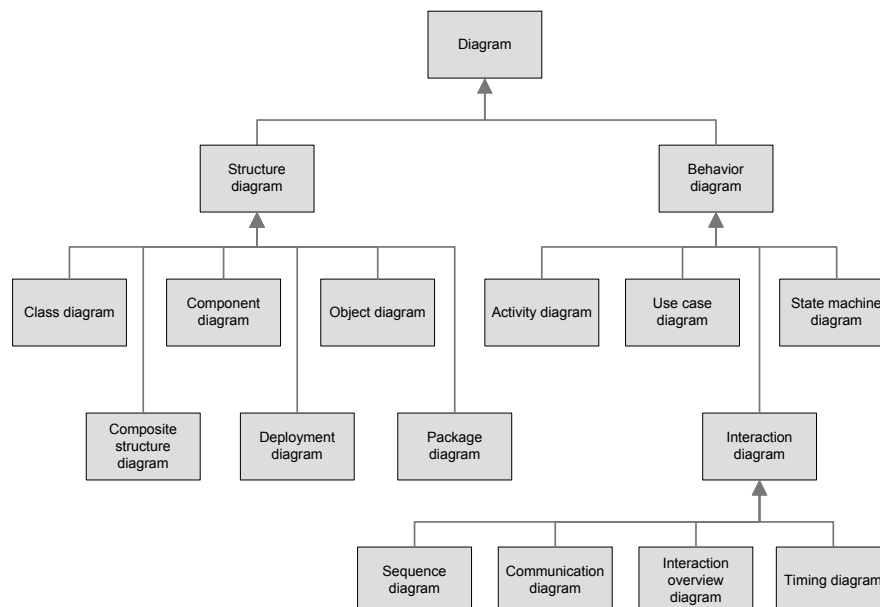 Diagram
Structure
diagram
Behavior
diagram
Class diagram
Component
diagram
Object diagram
Activity diagram
Use case
diagram
State machine
diagram
Composite
structure
diagram
Deployment
diagram
Package
diagram
Interaction
diagram
Sequence
diagram
Communication
diagram
Interaction
overview
diagram
Timing diagram